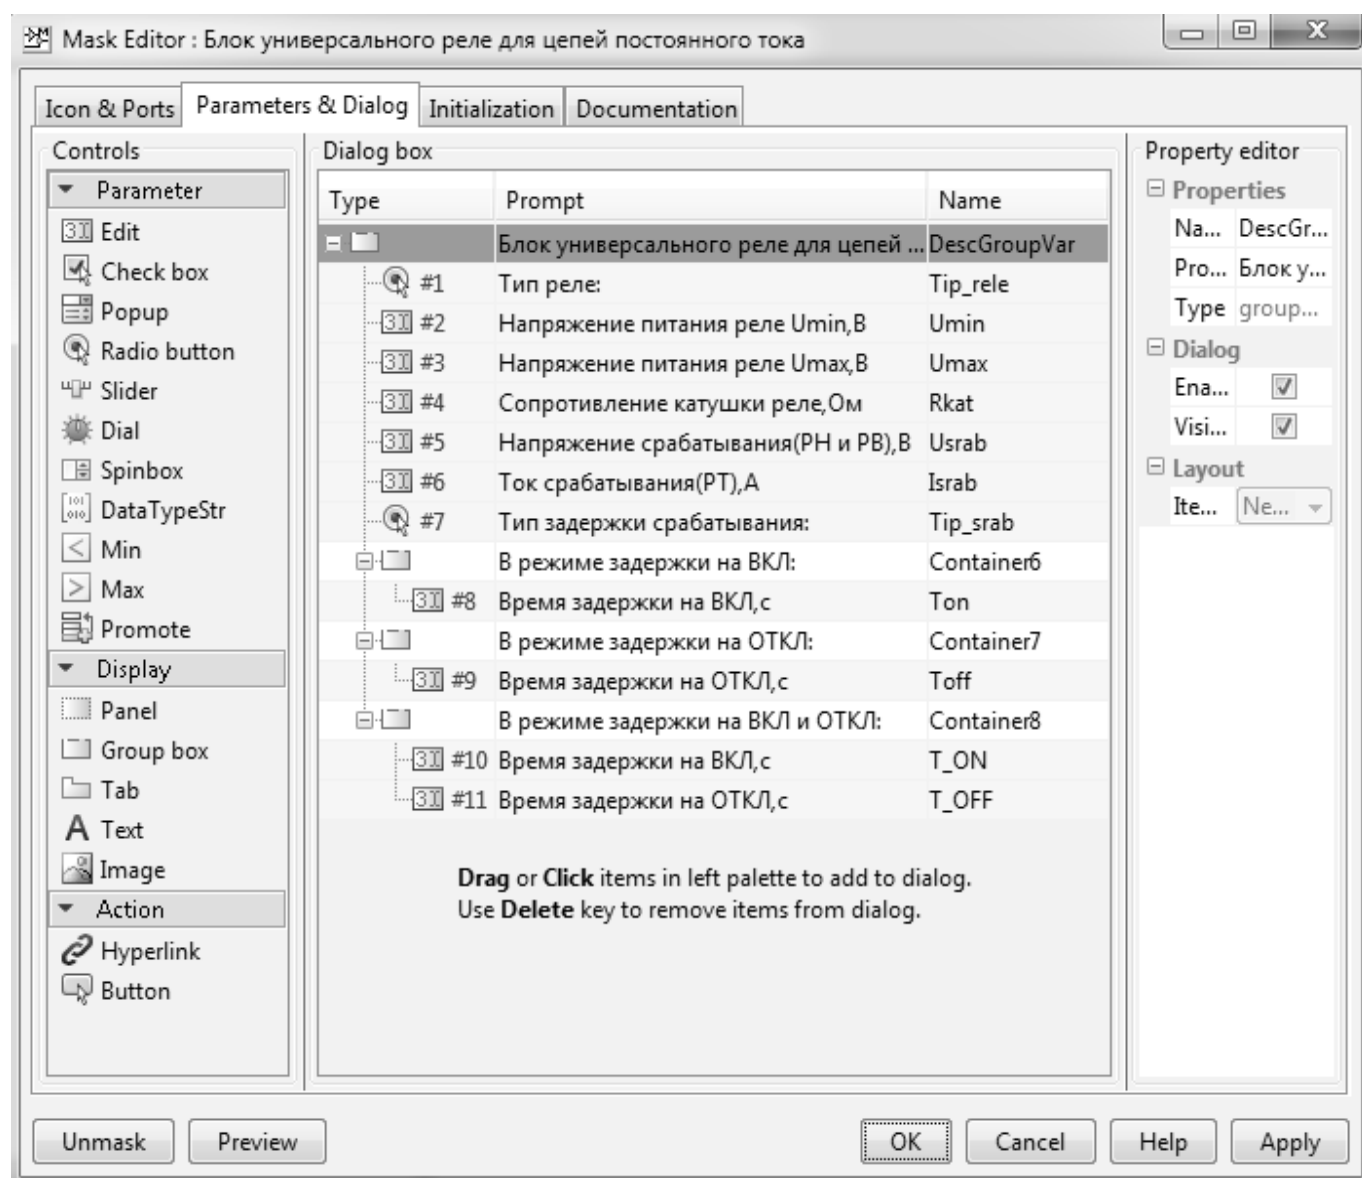 Mask Editor : Блок универсального реле для цепей постоянного тока
Icon & Ports Parameters & Dialog Initialization Documentation
Controls
Parameter
Edit
Check box
Popup
Radio button
Slider
Dial
Spinbox
DataTypeStr
Min
Max
Promote
Display
Panel
Group box
Tab
Text
Image
Action
Hyperlink
Button
Dialog box
Type Prompt Name
Блок универсального реле для цепей ... DescGroupVar
#1 Тип реле: Tip_rele
#2 Напряжение питания реле Umin,В Umin
#3 Напряжение питания реле Umax,В Umax
#4 Сопротивление катушки реле,Ом Rkat
#5 Напряжение срабатывания(РН и РВ),В Usrab
#6 Ток срабатывания(РТ),А Israb
#7 Тип задержки срабатывания: Tip_srab
В режиме задержки на ВКЛ: Container6
#8 Время задержки на ВКЛ,с Ton
В режиме задержки на ОТКЛ: Container7
#9 Время задержки на ОТКЛ,с Toff
В режиме задержки на ВКЛ и ОТКЛ: Container8
#10 Время задержки на ВКЛ,с T_ON
#11 Время задержки на ОТКЛ,с T_OFF
Drag or Click items in left palette to add to dialog.
Use Delete key to remove items from dialog.
Property editor
Properties
Na... DescGr...
Pro... Блок у...
Type group...
Dialog
Ena...
Visi...
Layout
Ite... Ne...
Unmask Preview OK Cancel Help Apply